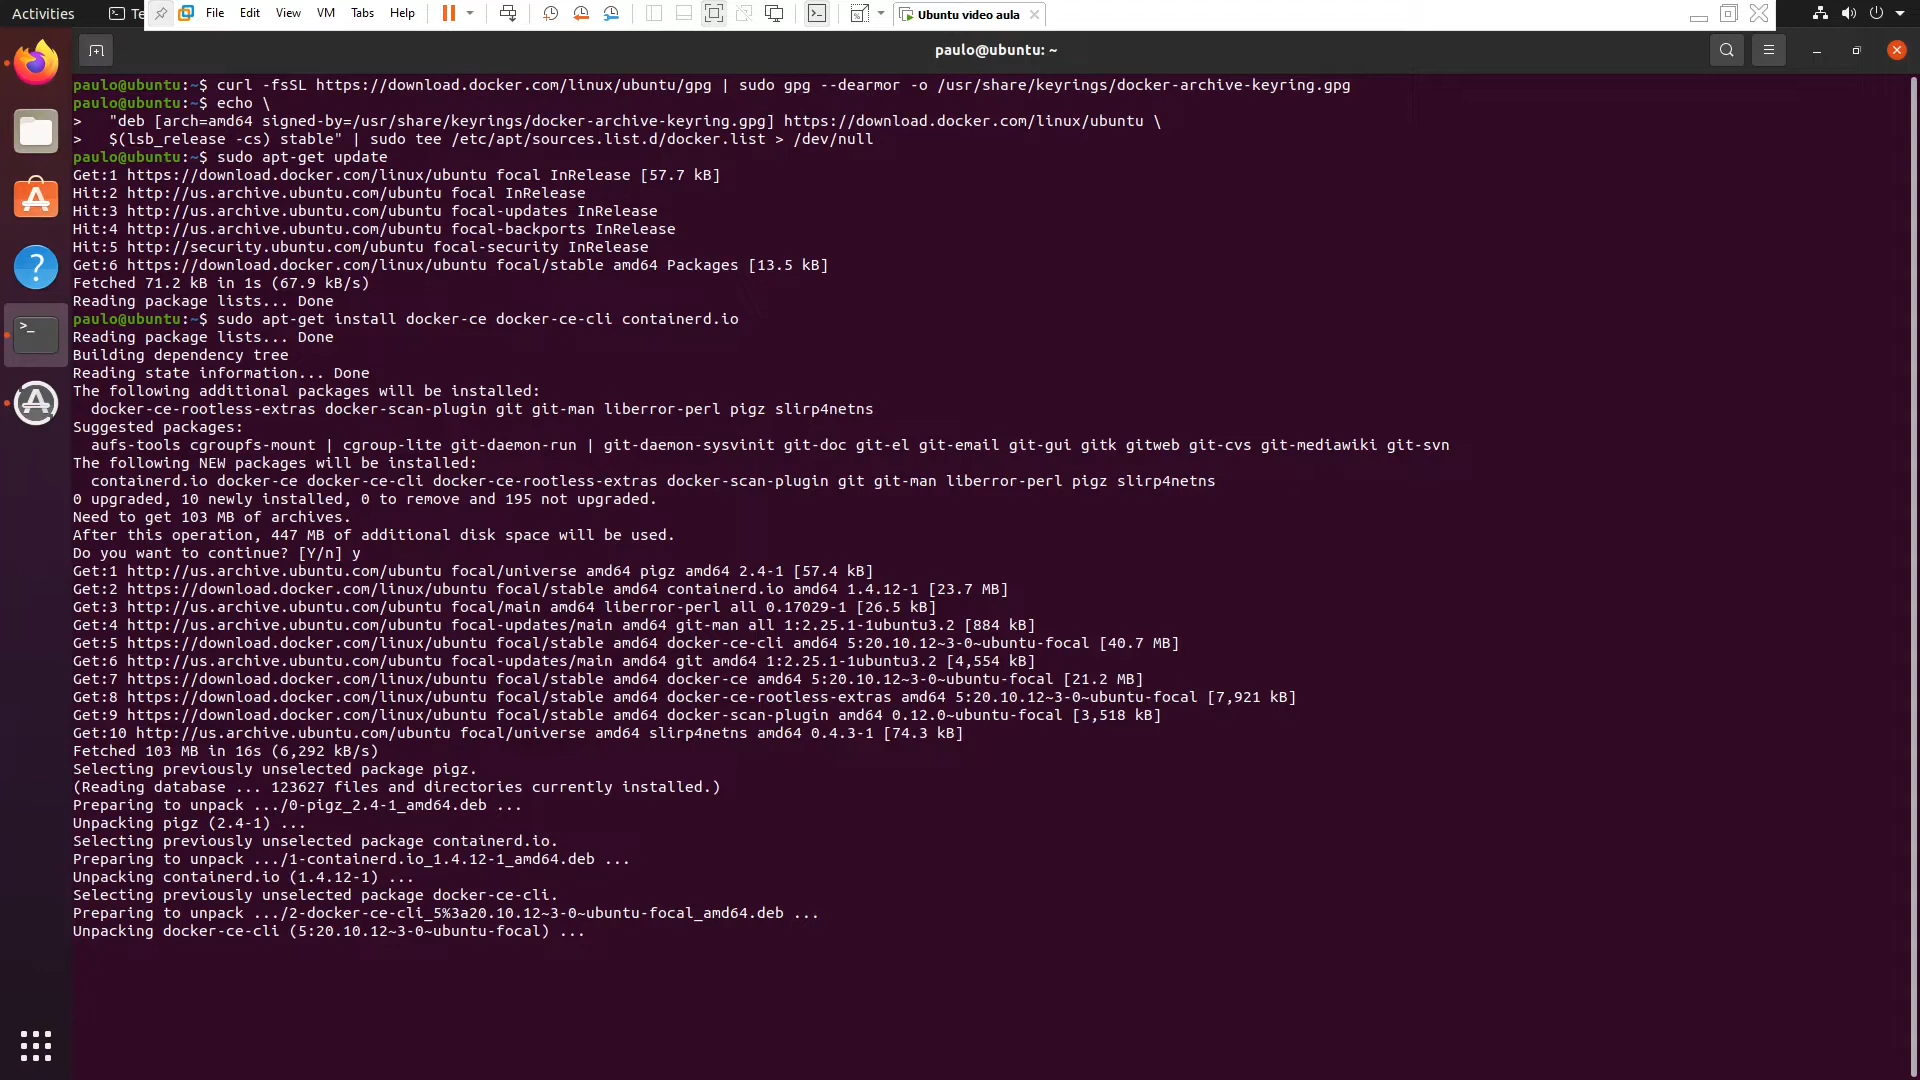 Activities
Te
File Edit View VM Tabs Help
Ubuntu video aula
paulo@ubuntu: ~
paulo@ubuntu:~$ curl -fsSL https://download.docker.com/linux/ubuntu/gpg | sudo gpg --dearmor -o /usr/share/keyrings/docker-archive-keyring.gpg
paulo@ubuntu:~$ echo \
>   "deb [arch=amd64 signed-by=/usr/share/keyrings/docker-archive-keyring.gpg] https://download.docker.com/linux/ubuntu \
>   $(lsb_release -cs) stable" | sudo tee /etc/apt/sources.list.d/docker.list > /dev/null
paulo@ubuntu:~$ sudo apt-get update
Get:1 https://download.docker.com/linux/ubuntu focal InRelease [57.7 kB]
Hit:2 http://us.archive.ubuntu.com/ubuntu focal InRelease
Hit:3 http://us.archive.ubuntu.com/ubuntu focal-updates InRelease
Hit:4 http://us.archive.ubuntu.com/ubuntu focal-backports InRelease
Hit:5 http://security.ubuntu.com/ubuntu focal-security InRelease
Get:6 https://download.docker.com/linux/ubuntu focal/stable amd64 Packages [13.5 kB]
Fetched 71.2 kB in 1s (67.9 kB/s)
Reading package lists... Done
paulo@ubuntu:~$ sudo apt-get install docker-ce docker-ce-cli containerd.io
Reading package lists... Done
Building dependency tree
Reading state information... Done
The following additional packages will be installed:
  docker-ce-rootless-extras docker-scan-plugin git git-man liberror-perl pigz slirp4netns
Suggested packages:
  aufs-tools cgroupfs-mount | cgroup-lite git-daemon-run | git-daemon-sysvinit git-doc git-el git-email git-gui gitk gitweb git-cvs git-mediawiki git-svn
The following NEW packages will be installed:
  containerd.io docker-ce docker-ce-cli docker-ce-rootless-extras docker-scan-plugin git git-man liberror-perl pigz slirp4netns
0 upgraded, 10 newly installed, 0 to remove and 195 not upgraded.
Need to get 103 MB of archives.
After this operation, 447 MB of additional disk space will be used.
Do you want to continue? [Y/n] y
Get:1 http://us.archive.ubuntu.com/ubuntu focal/universe amd64 pigz amd64 2.4-1 [57.4 kB]
Get:2 https://download.docker.com/linux/ubuntu focal/stable amd64 containerd.io amd64 1.4.12-1 [23.7 MB]
Get:3 http://us.archive.ubuntu.com/ubuntu focal/main amd64 liberror-perl all 0.17029-1 [26.5 kB]
Get:4 http://us.archive.ubuntu.com/ubuntu focal-updates/main amd64 git-man all 1:2.25.1-1ubuntu3.2 [884 kB]
Get:5 https://download.docker.com/linux/ubuntu focal/stable amd64 docker-ce-cli amd64 5:20.10.12~3-0~ubuntu-focal [40.7 MB]
Get:6 http://us.archive.ubuntu.com/ubuntu focal-updates/main amd64 git amd64 1:2.25.1-1ubuntu3.2 [4,554 kB]
Get:7 https://download.docker.com/linux/ubuntu focal/stable amd64 docker-ce amd64 5:20.10.12~3-0~ubuntu-focal [21.2 MB]
Get:8 https://download.docker.com/linux/ubuntu focal/stable amd64 docker-ce-rootless-extras amd64 5:20.10.12~3-0~ubuntu-focal [7,921 kB]
Get:9 https://download.docker.com/linux/ubuntu focal/stable amd64 docker-scan-plugin amd64 0.12.0~ubuntu-focal [3,518 kB]
Get:10 http://us.archive.ubuntu.com/ubuntu focal/universe amd64 slirp4netns amd64 0.4.3-1 [74.3 kB]
Fetched 103 MB in 16s (6,292 kB/s)
Selecting previously unselected package pigz.
(Reading database ... 123627 files and directories currently installed.)
Preparing to unpack .../0-pigz_2.4-1_amd64.deb ...
Unpacking pigz (2.4-1) ...
Selecting previously unselected package containerd.io.
Preparing to unpack .../1-containerd.io_1.4.12-1_amd64.deb ...
Unpacking containerd.io (1.4.12-1) ...
Selecting previously unselected package docker-ce-cli.
Preparing to unpack .../2-docker-ce-cli_5%3a20.10.12~3-0~ubuntu-focal_amd64.deb ...
Unpacking docker-ce-cli (5:20.10.12~3-0~ubuntu-focal) ...